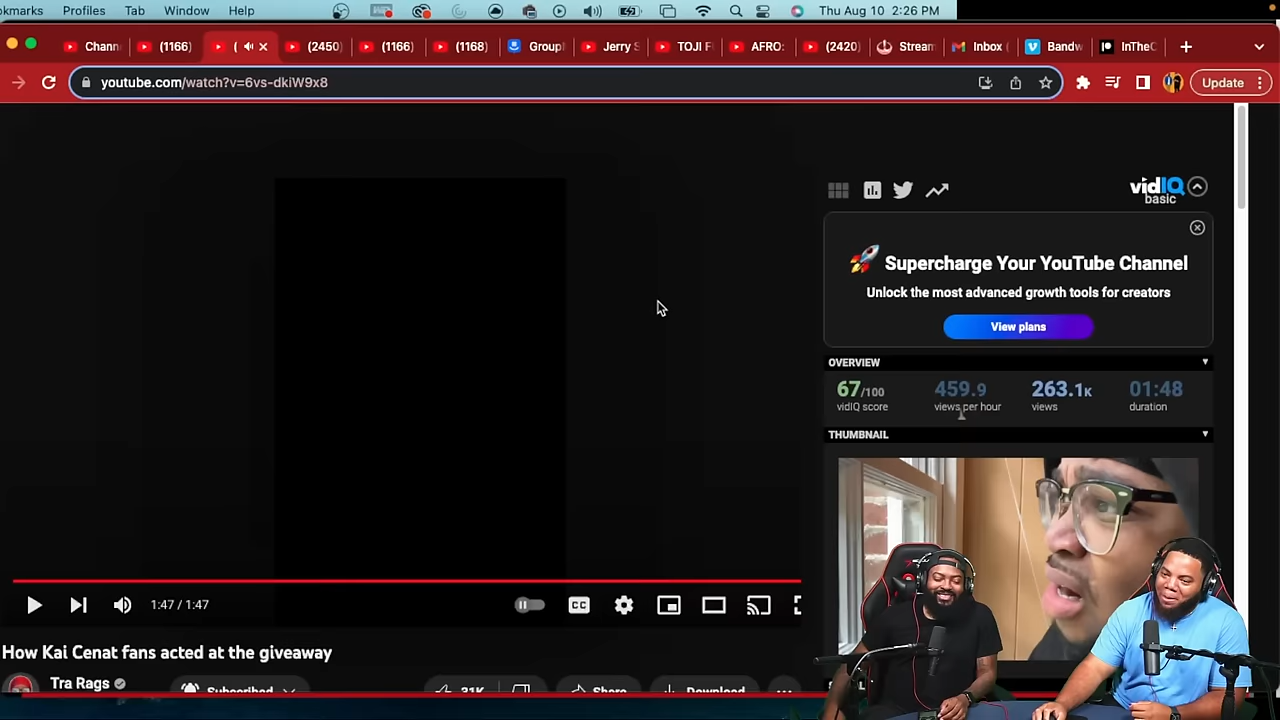 okmarks Profiles Tab Window Help Thu Aug 10 2:26 PM
Chann (1166) ( (2450) (1166) (1168) Group Jerry S TOJI F AFRO: (2420) Stream Inbox ( Bandw InTheC
youtube.com/watch?v=6vs-dkiW9x8 Update
vidIQ
basic
Supercharge Your YouTube Channel
Unlock the most advanced growth tools for creators
View plans
OVERVIEW
67/100 459.9 263.1K 01:48
vidIQ score views per hour views duration
THUMBNAIL
1:47 / 1:47 CC
How Kai Cenat fans acted at the giveaway
Tra Rags
Subscribed 31K Share Download